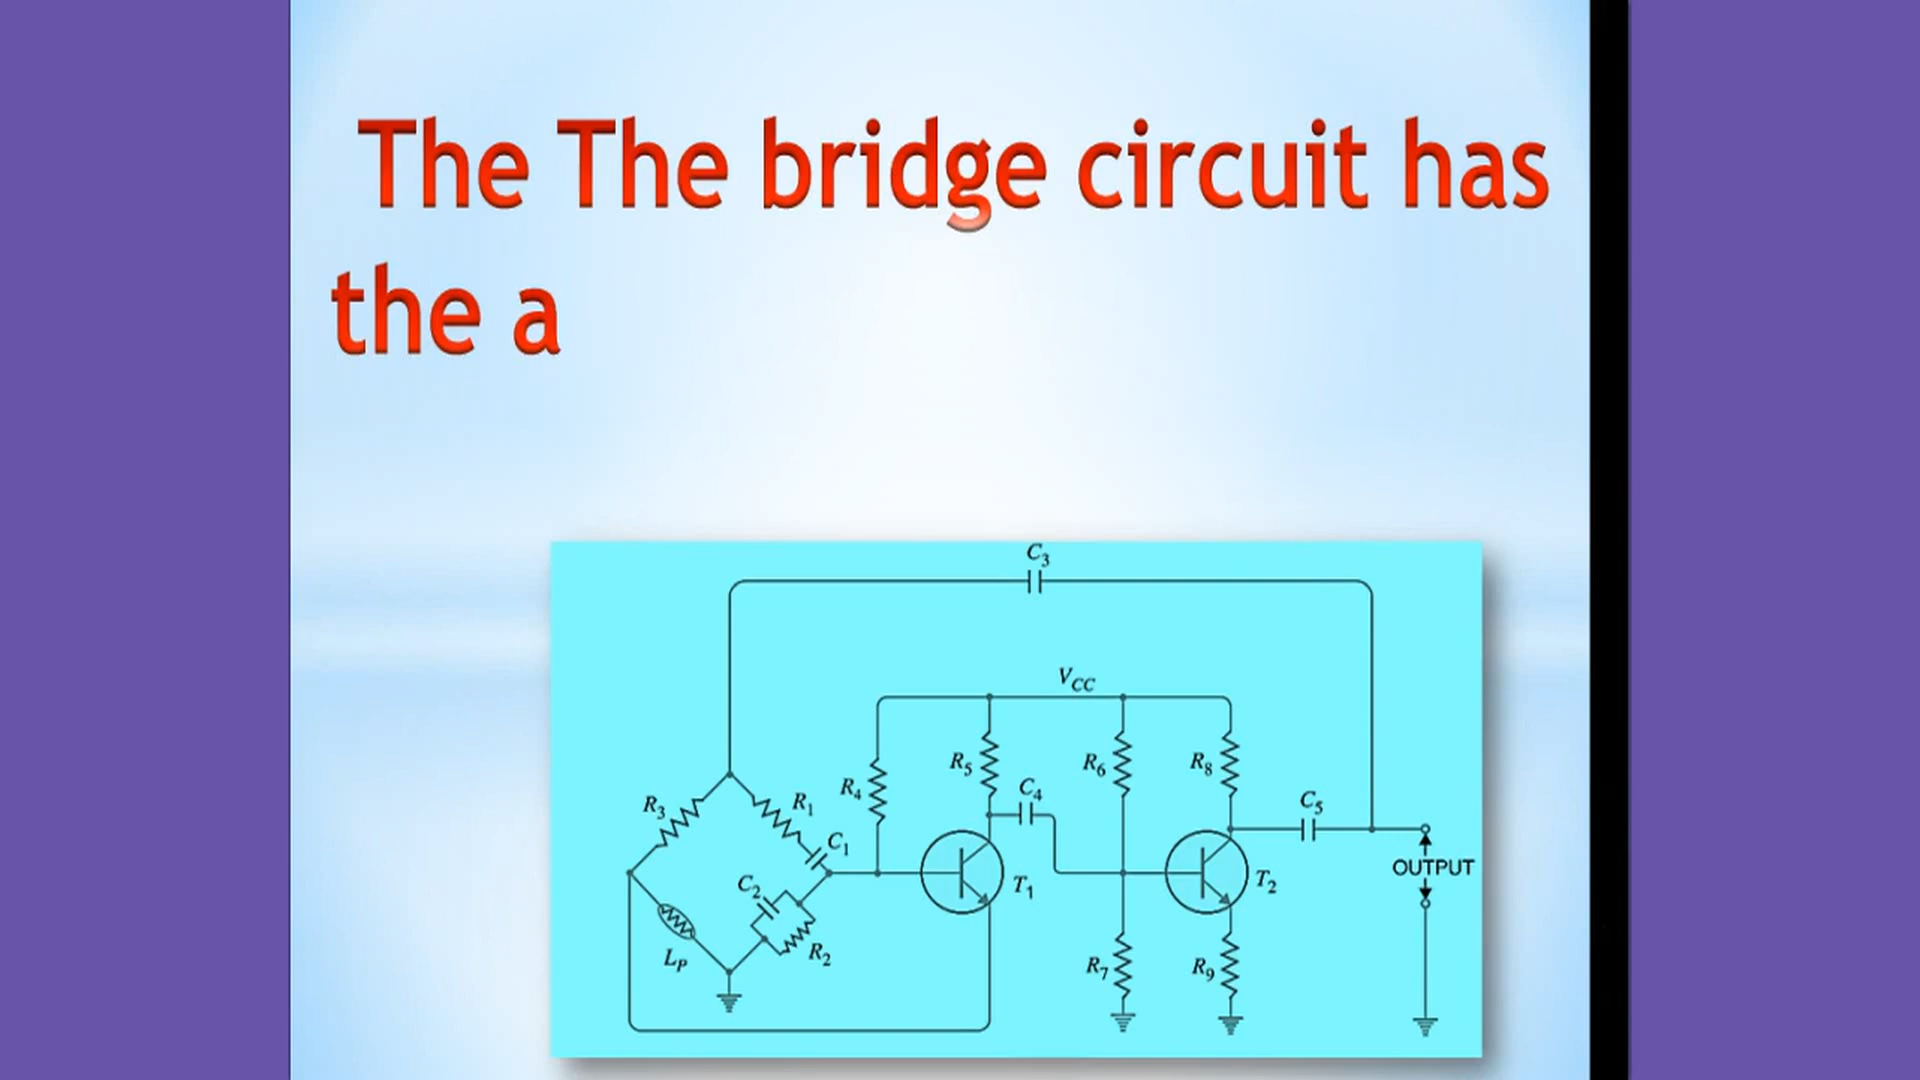 The The bridge circuit has
the a
C3
VCC
R5
R6
R8
R4
C4
R3
R1
C5
C1
OUTPUT
T1
T2
C2
R2
LP
R7
R9